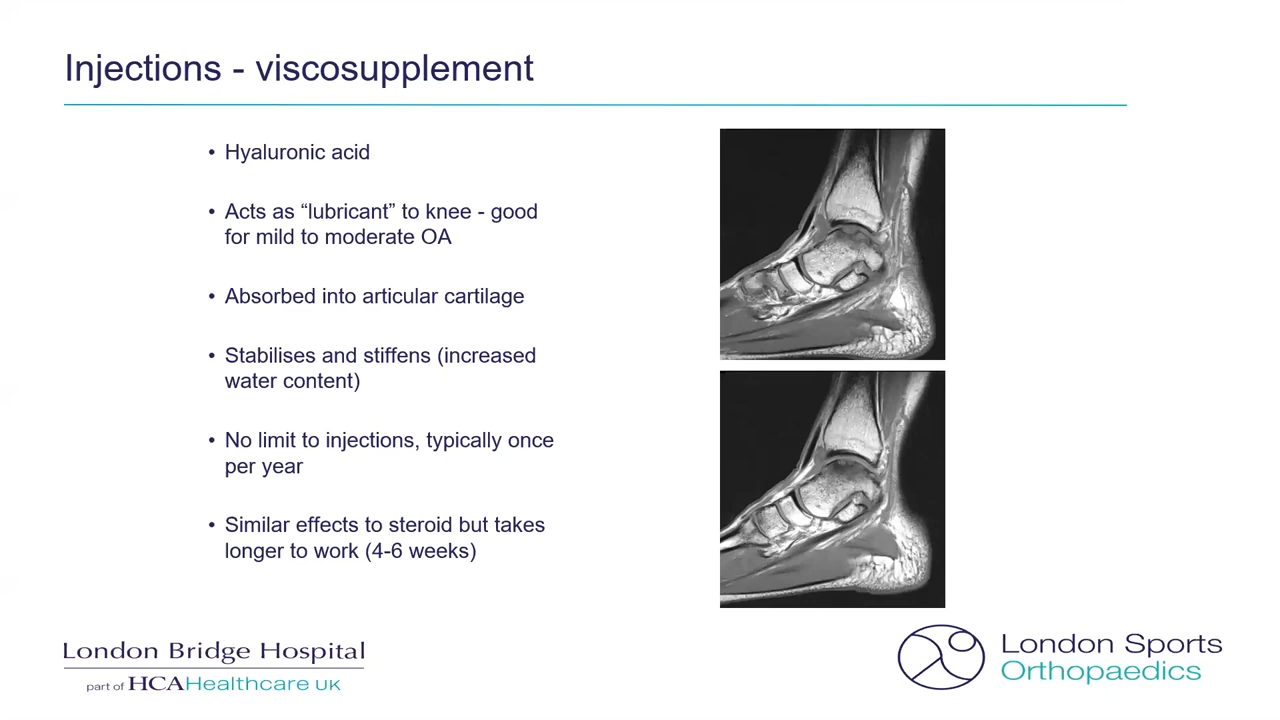 Injections - viscosupplement
• Hyaluronic acid
• Acts as “lubricant” to knee - good
for mild to moderate OA
• Absorbed into articular cartilage
• Stabilises and stiffens (increased
water content)
• No limit to injections, typically once
per year
• Similar effects to steroid but takes
longer to work (4-6 weeks)
London Bridge Hospital
part of HCAHealthcare UK
London Sports
Orthopaedics